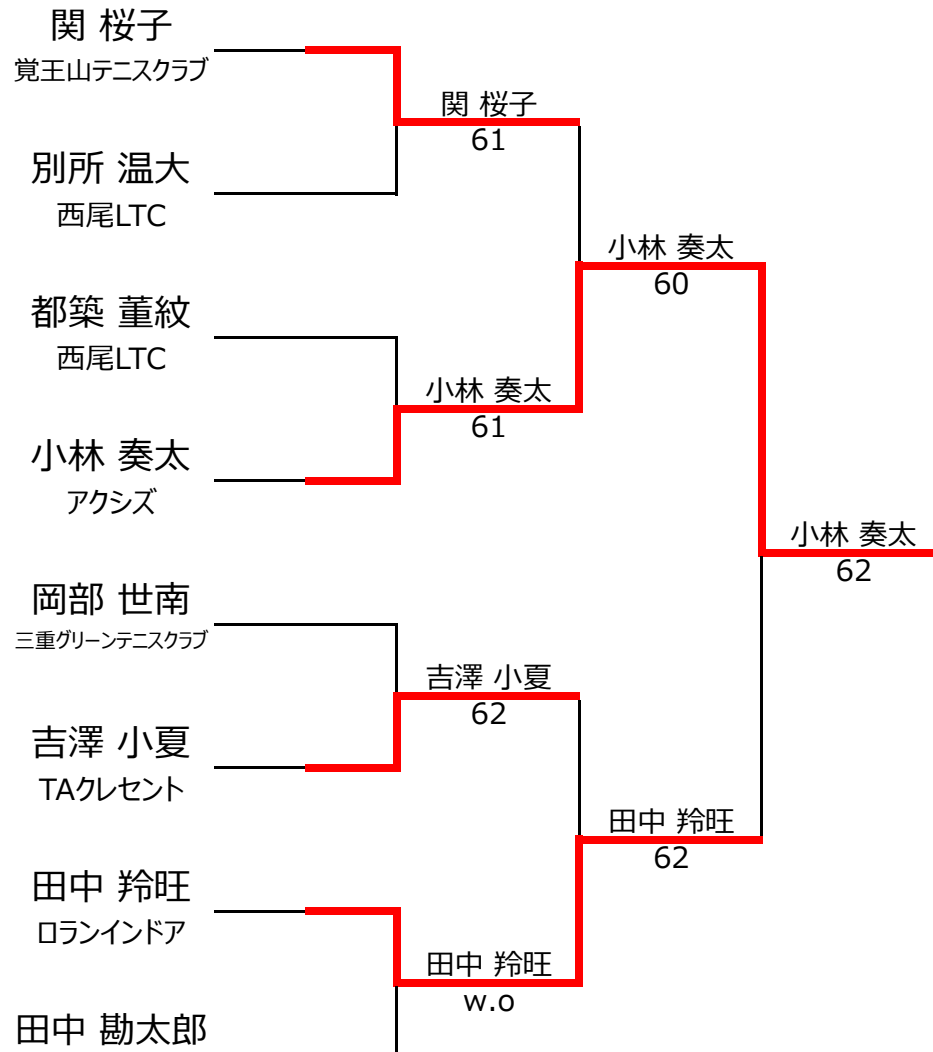 関 桜子
覚王山テニスクラブ
別所 温大
西尾LTC
都築 董紋
西尾LTC
小林 奏太
アクシズ
岡部 世南
三重グリーンテニスクラブ
吉澤 小夏
TAクレセント
田中 羚旺
ロランインドア
田中 勘太郎
関 桜子
61
小林 奏太
61
吉澤 小夏
62
田中 羚旺
w.o
小林 奏太
60
田中 羚旺
62
小林 奏太
62